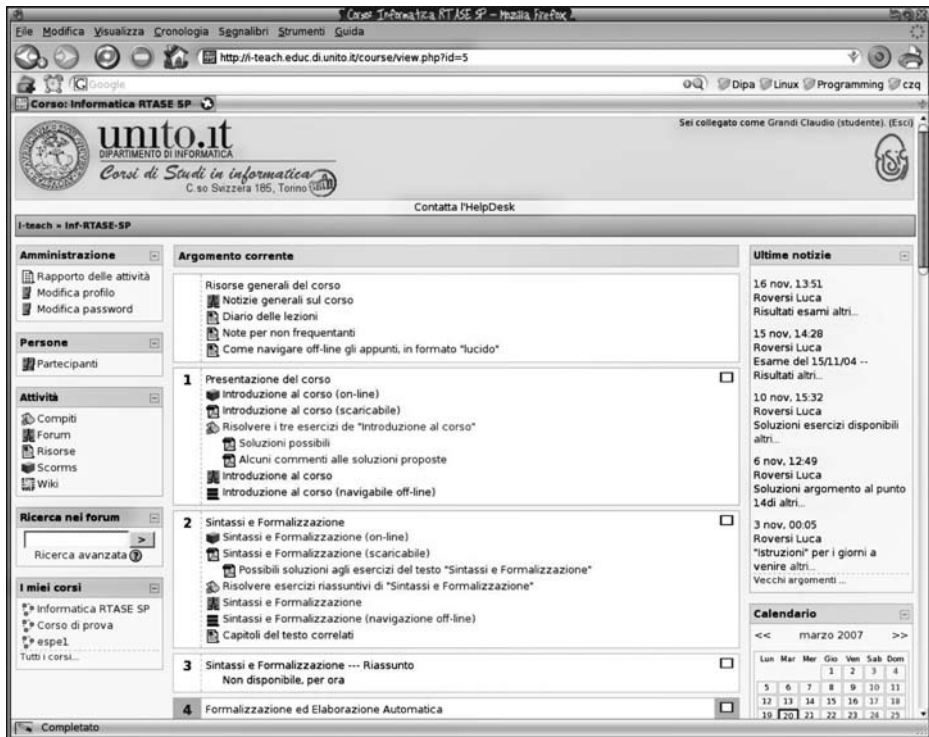 Corso: Informatica RTASE SP - Mozilla Firefox 2
File Modifica Visualizza Cronologia Segnalibri Strumenti Guida
http://i-teach.educ.di.unito.it/course/view.php?id=5
Google
Dipa Linux Programming czq
Corso: Informatica RTASE SP
Sei collegato come Grandi Claudio (studente). (Esci)
unito.it
DIPARTIMENTO DI INFORMATICA
Corsi di Studi in informatica
C.so Svizzera 185, Torino
Contatta l'HelpDesk
i-teach » Inf-RTASE-SP
Amministrazione
Rapporto delle attività
Modifica profilo
Modifica password
Persone
Partecipanti
Attività
Compiti
Forum
Risorse
Scorms
Wiki
Ricerca nei forum
>
Ricerca avanzata ?
I miei corsi
Informatica RTASE SP
Corso di prova
espe1
Tutti i corsi...
Argomento corrente
Risorse generali del corso
Notizie generali sul corso
Diario delle lezioni
Note per non frequentanti
Come navigare off-line gli appunti, in formato "lucido"
1 Presentazione del corso
Introduzione al corso (on-line)
Introduzione al corso (scaricabile)
Risolvere i tre esercizi de "Introduzione al corso"
Soluzioni possibili
Alcuni commenti alle soluzioni proposte
Introduzione al corso
Introduzione al corso (navigabile off-line)
2 Sintassi e Formalizzazione
Sintassi e Formalizzazione (on-line)
Sintassi e Formalizzazione (scaricabile)
Possibili soluzioni agli esercizi del testo "Sintassi e Formalizzazione"
Risolvere esercizi riassuntivi di "Sintassi e Formalizzazione"
Sintassi e Formalizzazione
Sintassi e Formalizzazione (navigazione off-line)
Capitoli del testo correlati
3 Sintassi e Formalizzazione --- Riassunto
Non disponibile, per ora
4 Formalizzazione ed Elaborazione Automatica
Ultime notizie
16 nov, 13:51
Roversi Luca
Risultati esami altri...
15 nov, 14:28
Roversi Luca
Esame del 15/11/04 --
Risultati altri...
10 nov, 15:32
Roversi Luca
Soluzioni esercizi disponibili
altri...
6 nov, 12:49
Roversi Luca
Soluzioni argomento al punto
14di altri...
3 nov, 00:05
Roversi Luca
"Istruzioni" per i giorni a
venire altri...
Vecchi argomenti ...
Calendario
<< marzo 2007 >>
Lun Mar Mer Gio Ven Sab Dom
1 2 3 4
5 6 7 8 9 10 11
12 13 14 15 16 17 18
19 20 21 22 23 24 25
Completato